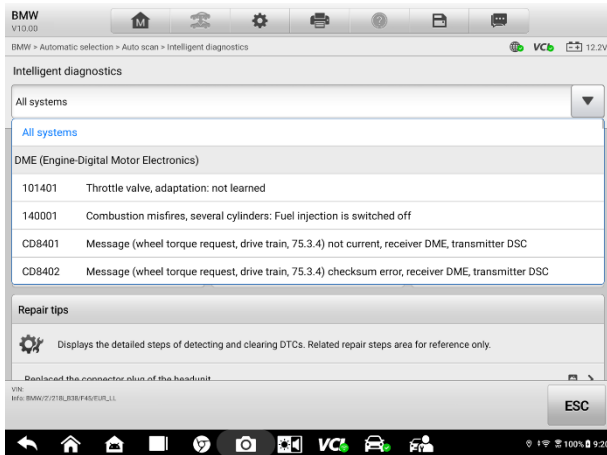 BMW
V10.00
BMW > Automatic selection > Auto scan > Intelligent diagnostics
VCI
12.2V
Intelligent diagnostics
All systems
All systems
DME (Engine-Digital Motor Electronics)
101401 Throttle valve, adaptation: not learned
140001 Combustion misfires, several cylinders: Fuel injection is switched off
CD8401 Message (wheel torque request, drive train, 75.3.4) not current, receiver DME, transmitter DSC
CD8402 Message (wheel torque request, drive train, 75.3.4) checksum error, receiver DME, transmitter DSC
Repair tips
Displays the detailed steps of detecting and clearing DTCs. Related repair steps area for reference only.
Replaced the connector plug of the headunit
VIN:
Info: BMW/2'/218i_B38/F45/EUR_LL
ESC
VCI
100% 9:20